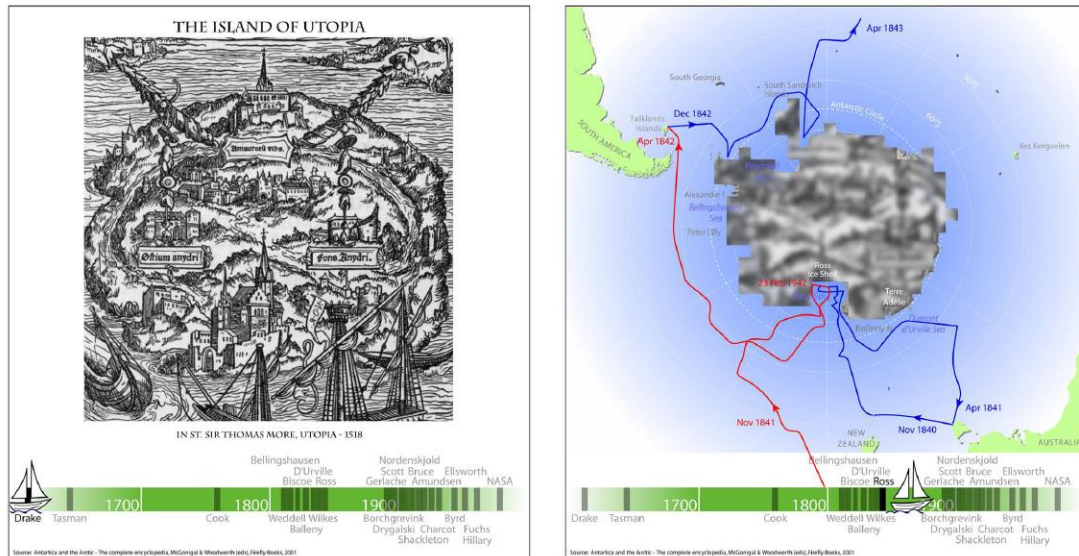 THE ISLAND OF UTOPIA
Amaurotū vrbs.
Ostium anydri.
Fons Anydri.
IN ST. SIR THOMAS MORE, UTOPIA - 1518
Bellingshausen Nordenskjold
D'Urville Scott Bruce Ellsworth
Biscoe Ross Gerlache Amundsen NASA
1700 1800 1900
Drake Tasman Cook Weddell Wilkes Borchgrevink Byrd
Balleny Drygalski Charcot Fuchs
Shackleton Hillary
Source: Antartica and the Arctic - The complete encyclopedia, McGonigal & Woodworth (eds), Firefly Books, 2001
Apr 1843
South Georgia
South Sandwich
Islands
60°S
Antarctic Circle
Dec 1842
Falklands
Islands
Apr 1842
SOUTH AMERICA
Iles Kerguelen
Weddell
Alexander I
Bellingshausen
Sea
Peter I Øy
Ross
Ice Shelf
23 Feb 1942
Terre
Adélie
Balleny Is
Dumont
d'Urville Sea
Nov 1841
Apr 1841
Nov 1840
NEW
ZEALAND
AUSTRALIA
Bellingshausen Nordenskjold
D'Urville Scott Bruce Ellsworth
Biscoe Ross Gerlache Amundsen NASA
1700 1800 1900
Drake Tasman Cook Weddell Wilkes Borchgrevink Byrd
Balleny Drygalski Charcot Fuchs
Shackleton Hillary
Source: Antartica and the Arctic - The complete encyclopedia, McGonigal & Woodworth (eds), Firefly Books, 2001